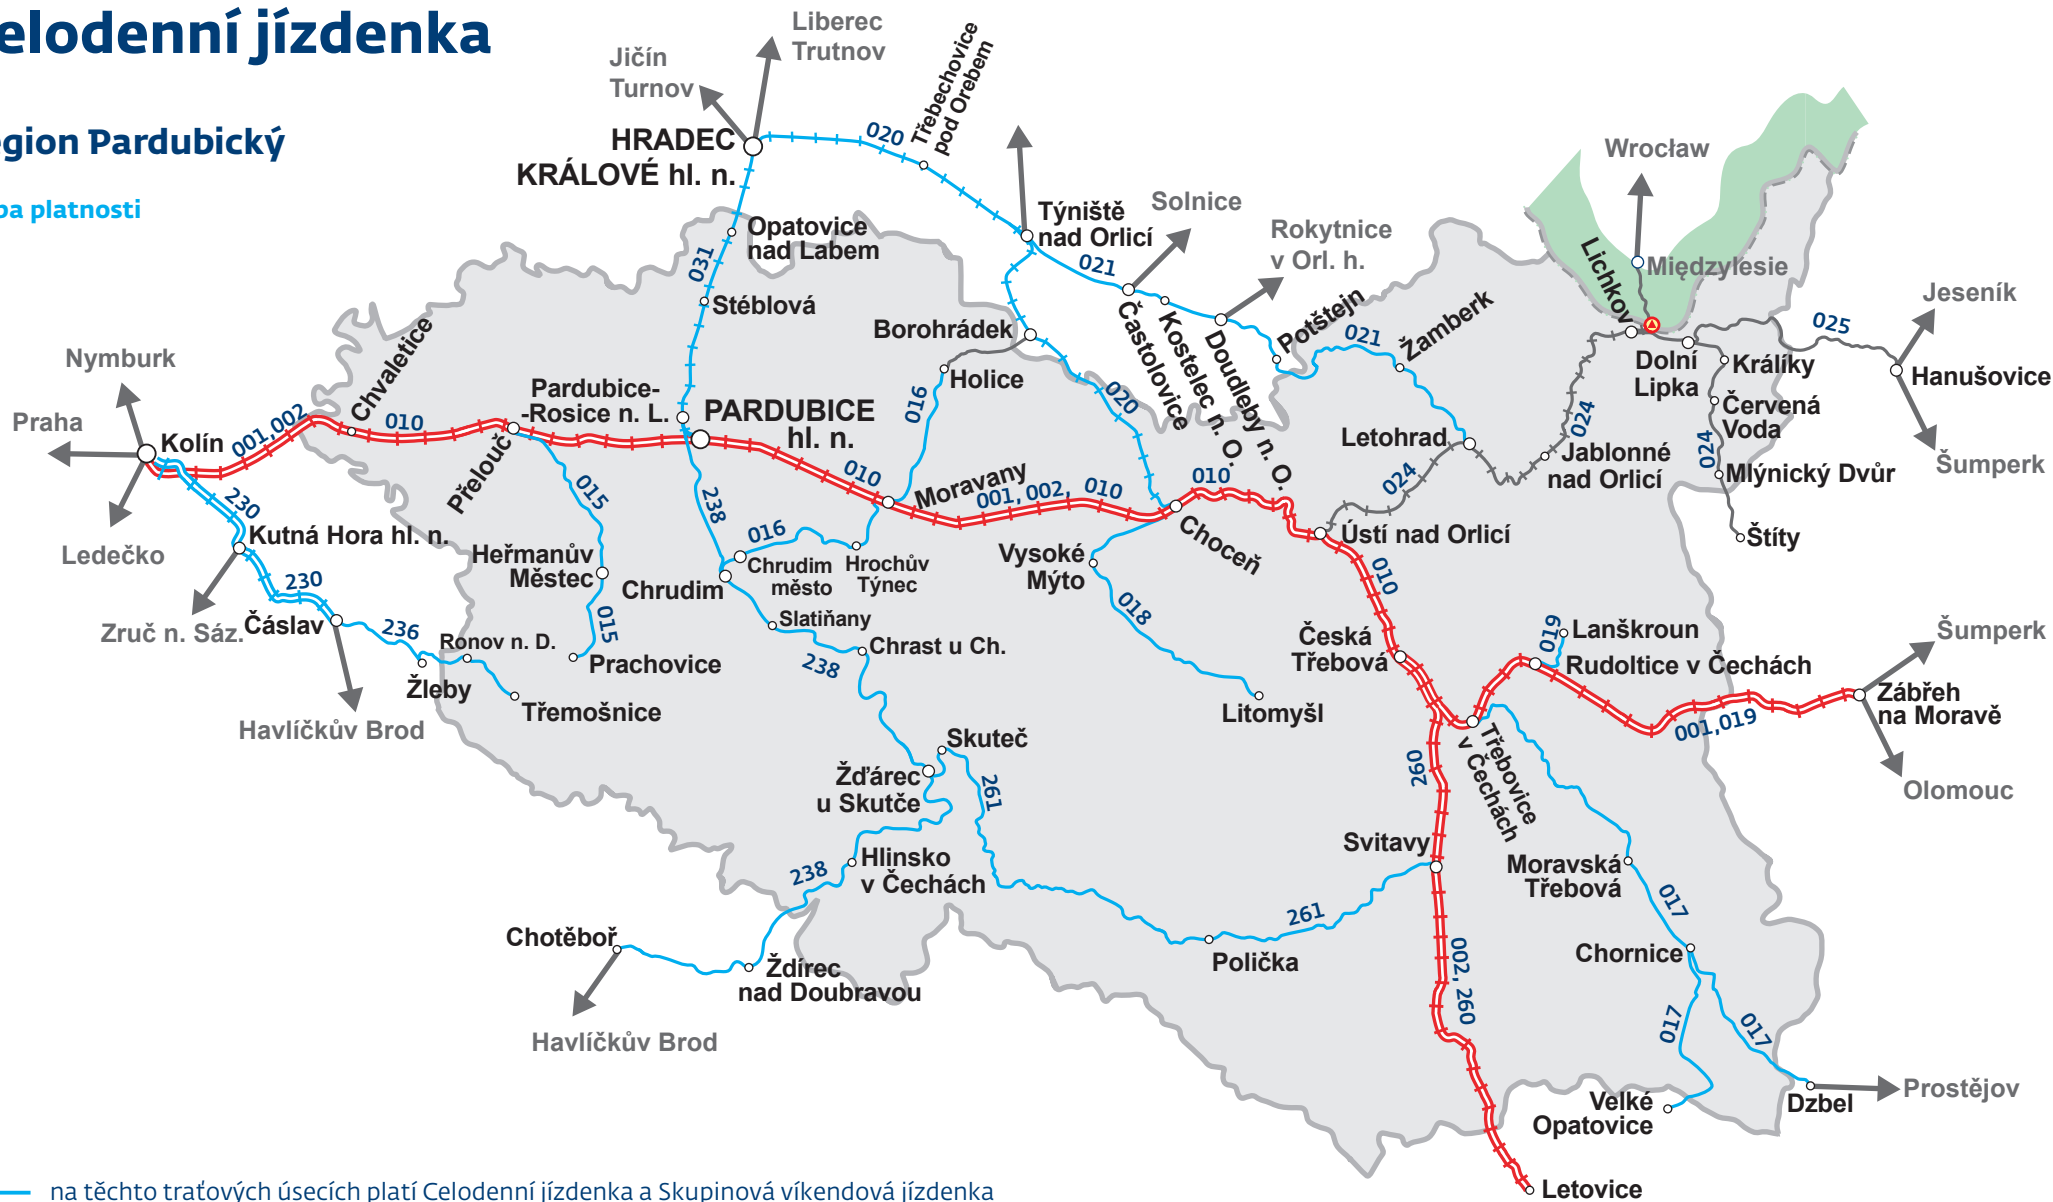 elodenní jízdenka
egion Pardubický
ba platnosti
Liberec
Trutnov
Jičín
Turnov
HRADEC
KRÁLOVÉ hl. n.
020
Třebechovice
pod Orebem
Týniště
nad Orlicí
Solnice
Rokytnice
v Orl. h.
Wrocław
Międzylesie
Lichkov
Opatovice
nad Labem
031
Stéblová
021
Častolovice
Kostelec n. O.
Doudleby n. O.
Potštejn
021
Žamberk
Borohrádek
Holice
016
020
Dolní
Lipka
Králíky
025
Jeseník
Hanušovice
Šumperk
Červená
Voda
024
Mlýnický Dvůr
Štíty
Letohrad
024
Jablonné
nad Orlicí
024
Ústí nad Orlicí
Nymburk
Praha
Kolín
001,002
Chvaletice
010
Ledečko
Přelouč
Pardubice-
-Rosice n. L.
PARDUBICE
hl. n.
010
Moravany
001, 002, 010
010
Choceň
230
Kutná Hora hl. n.
230
Zruč n. Sáz.
Čáslav
236
Ronov n. D.
Žleby
Třemošnice
Havlíčkův Brod
015
Heřmanův
Městec
015
Prachovice
238
016
Chrudim
Chrudim
město
Hrochův
Týnec
Slatiňany
238
Chrast u Ch.
Vysoké
Mýto
018
Litomyšl
010
Česká
Třebová
019
Lanškroun
Rudoltice v Čechách
001,019
Šumperk
Zábřeh
na Moravě
Olomouc
Třebovice
v Čechách
260
Svitavy
Skuteč
Žďárec
u Skutče
261
Hlinsko
v Čechách
238
Chotěboř
Ždírec
nad Doubravou
Havlíčkův Brod
Polička
261
002, 260
Moravská
Třebová
017
Chornice
017
017
Velké
Opatovice
Dzbel
Prostějov
Letovice
na těchto traťových úsecích platí Celodenní jízdenka a Skupinová víkendová jízdenka